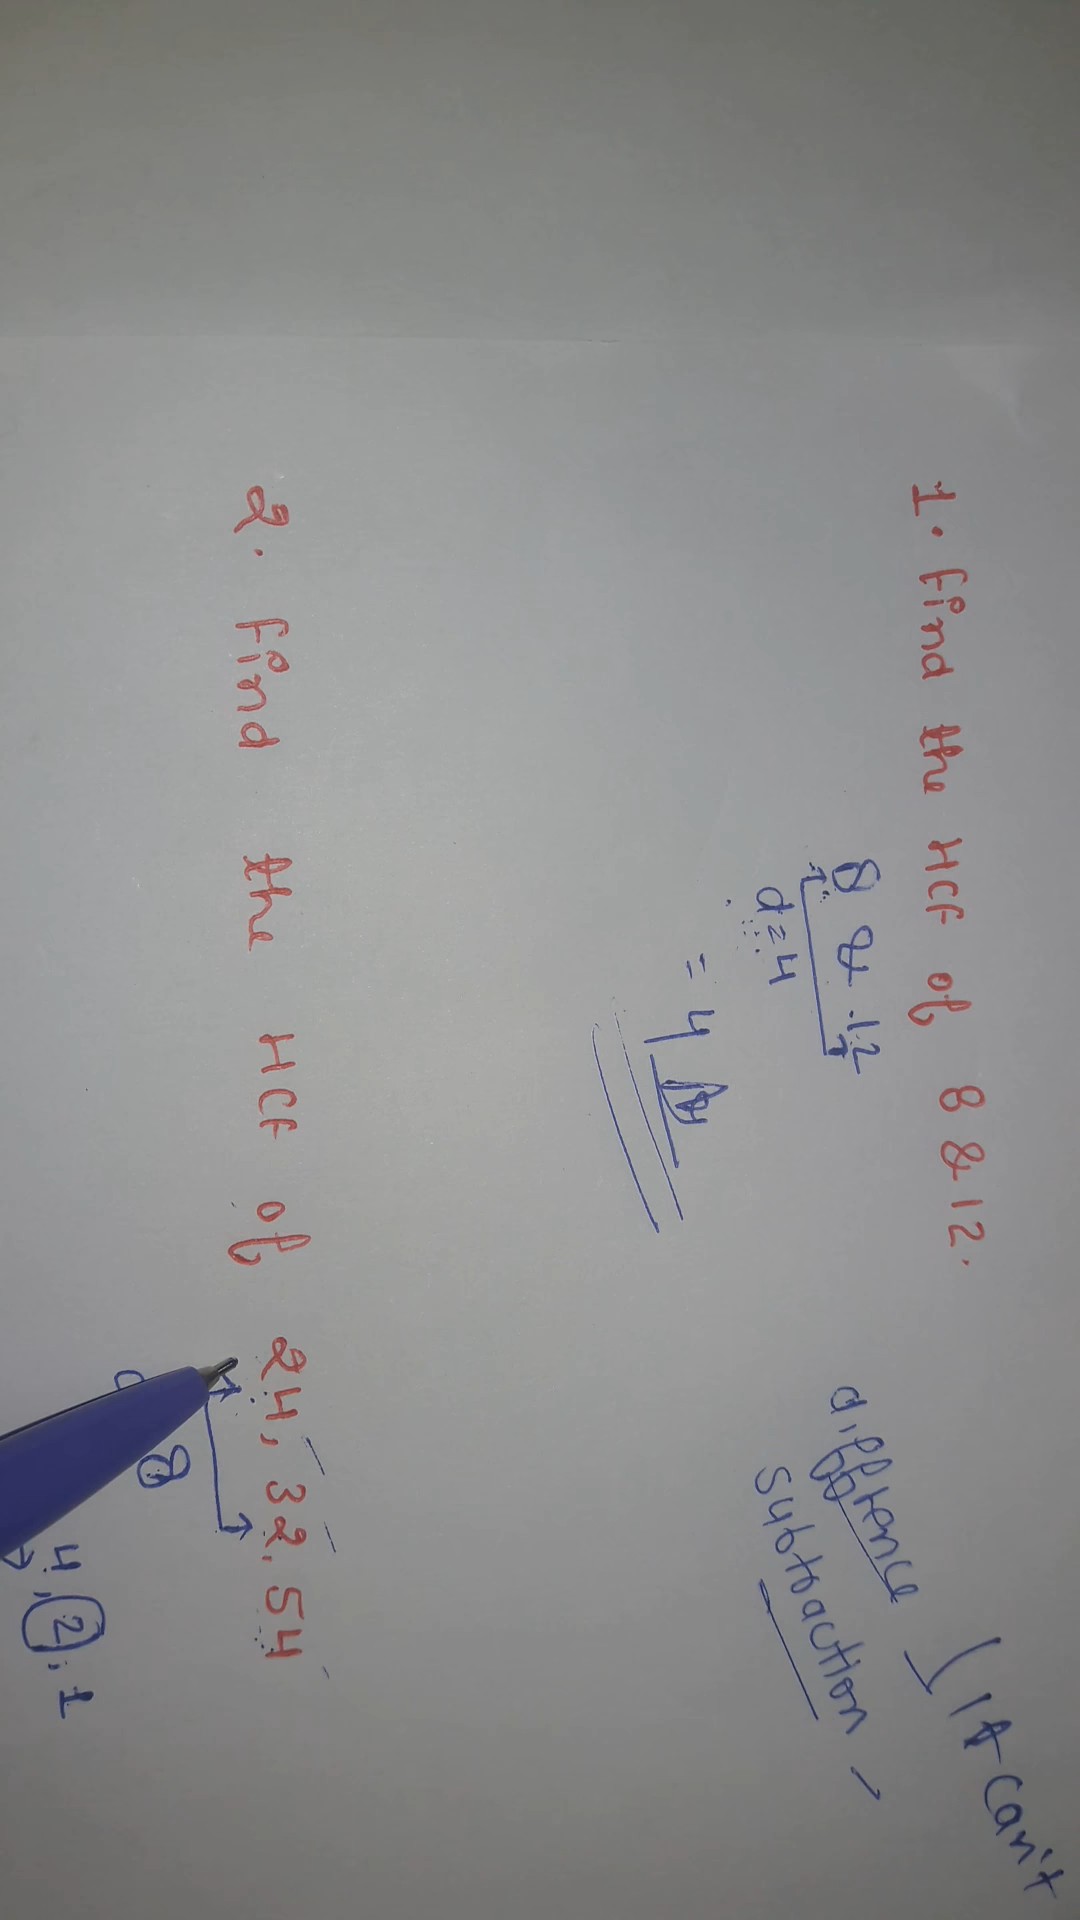 1. Find the HCF of 8 & 12.
8 & 12
d=4
= 4
difference
subtraction
It can't
2. Find the HCF of 24, 32, 54
8
4, 2, 1